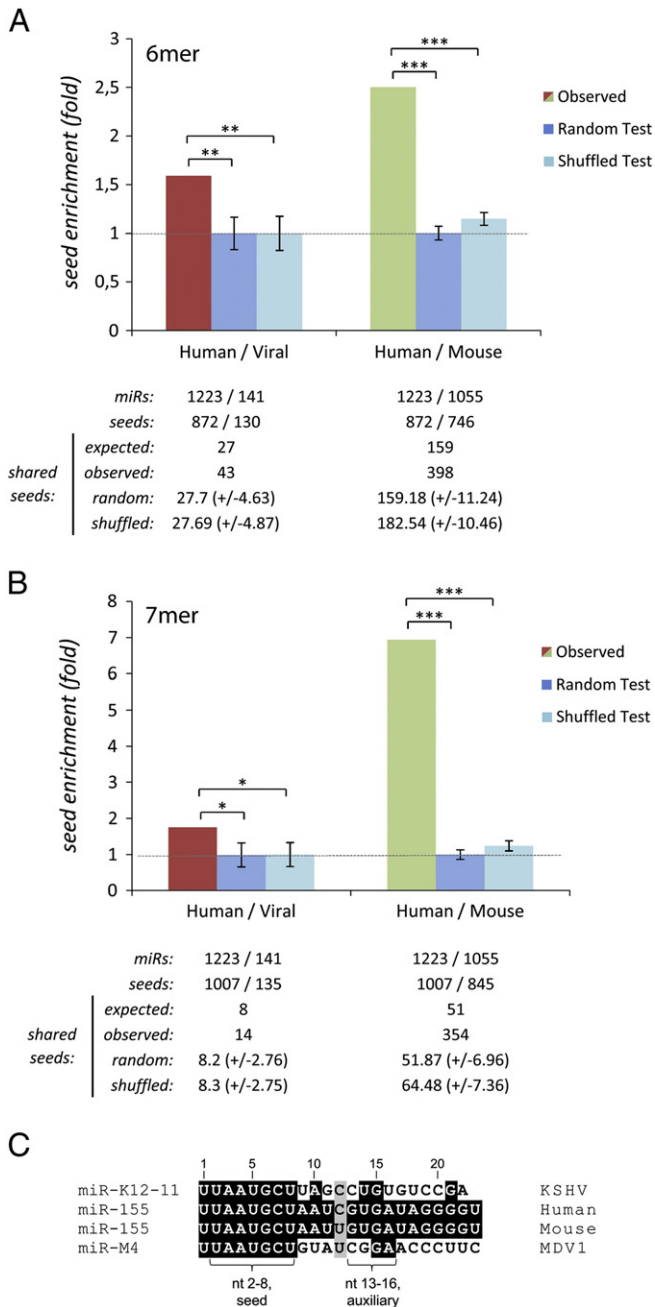 A
6mer
3
2,5
2
1,5
1
0,5
0
seed enrichment (fold)
** ** *** ***
Observed
Random Test
Shuffled Test
Human / Viral Human / Mouse
miRs: 1223 / 141 1223 / 1055
seeds: 872 / 130 872 / 746
shared seeds:
expected: 27 159
observed: 43 398
random: 27.7 (+/-4.63) 159.18 (+/-11.24)
shuffled: 27.69 (+/-4.87) 182.54 (+/-10.46)
B
7mer
8
7
6
5
4
3
2
1
0
seed enrichment (fold)
* * *** ***
Observed
Random Test
Shuffled Test
Human / Viral Human / Mouse
miRs: 1223 / 141 1223 / 1055
seeds: 1007 / 135 1007 / 845
shared seeds:
expected: 8 51
observed: 14 354
random: 8.2 (+/-2.76) 51.87 (+/-6.96)
shuffled: 8.3 (+/-2.75) 64.48 (+/-7.36)
C
1 5 10 15 20
miR-K12-11 UUAAUGCUUAGCCUGUGUCCGA KSHV
miR-155 UUAAUGCUAAUCGUGAUAGGGGU Human
miR-155 UUAAUGCUAAUUGUGAUAGGGGU Mouse
miR-M4 UUAAUGCUGUAUCGGAACCCUUC MDV1
nt 2-8, nt 13-16,
seed auxiliary